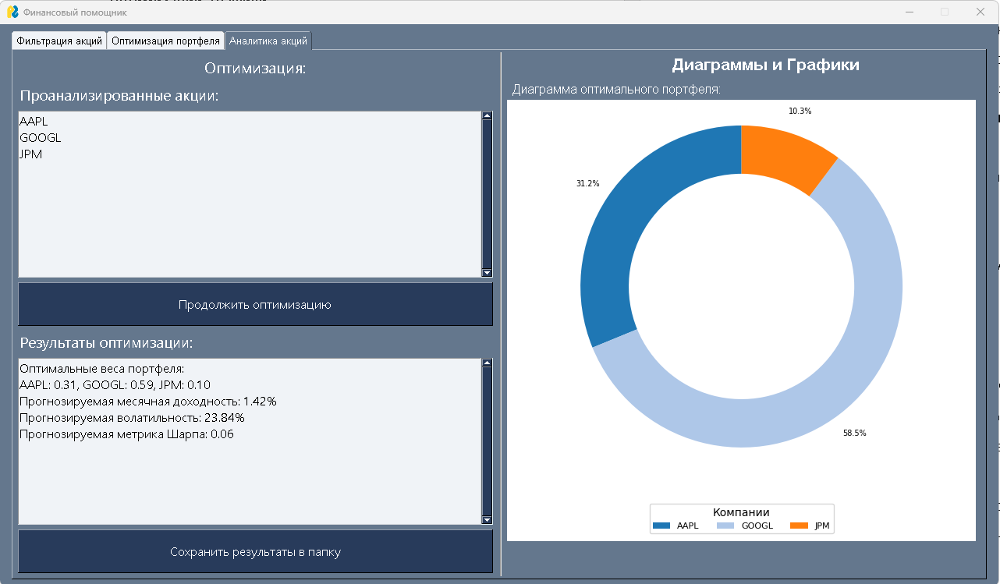 Финансовый помощник
Фильтрация акций
Оптимизация портфеля
Аналитика акций
Оптимизация:
Проанализированные акции:
AAPL
GOOGL
JPM
Продолжить оптимизацию
Результаты оптимизации:
Оптимальные веса портфеля:
AAPL: 0.31, GOOGL: 0.59, JPM: 0.10
Прогнозируемая месячная доходность: 1.42%
Прогнозируемая волатильность: 23.84%
Прогнозируемая метрика Шарпа: 0.06
Сохранить результаты в папку
Диаграммы и Графики
Диаграмма оптимального портфеля:
10.3%
31.2%
58.5%
Компании
AAPL GOOGL JPM